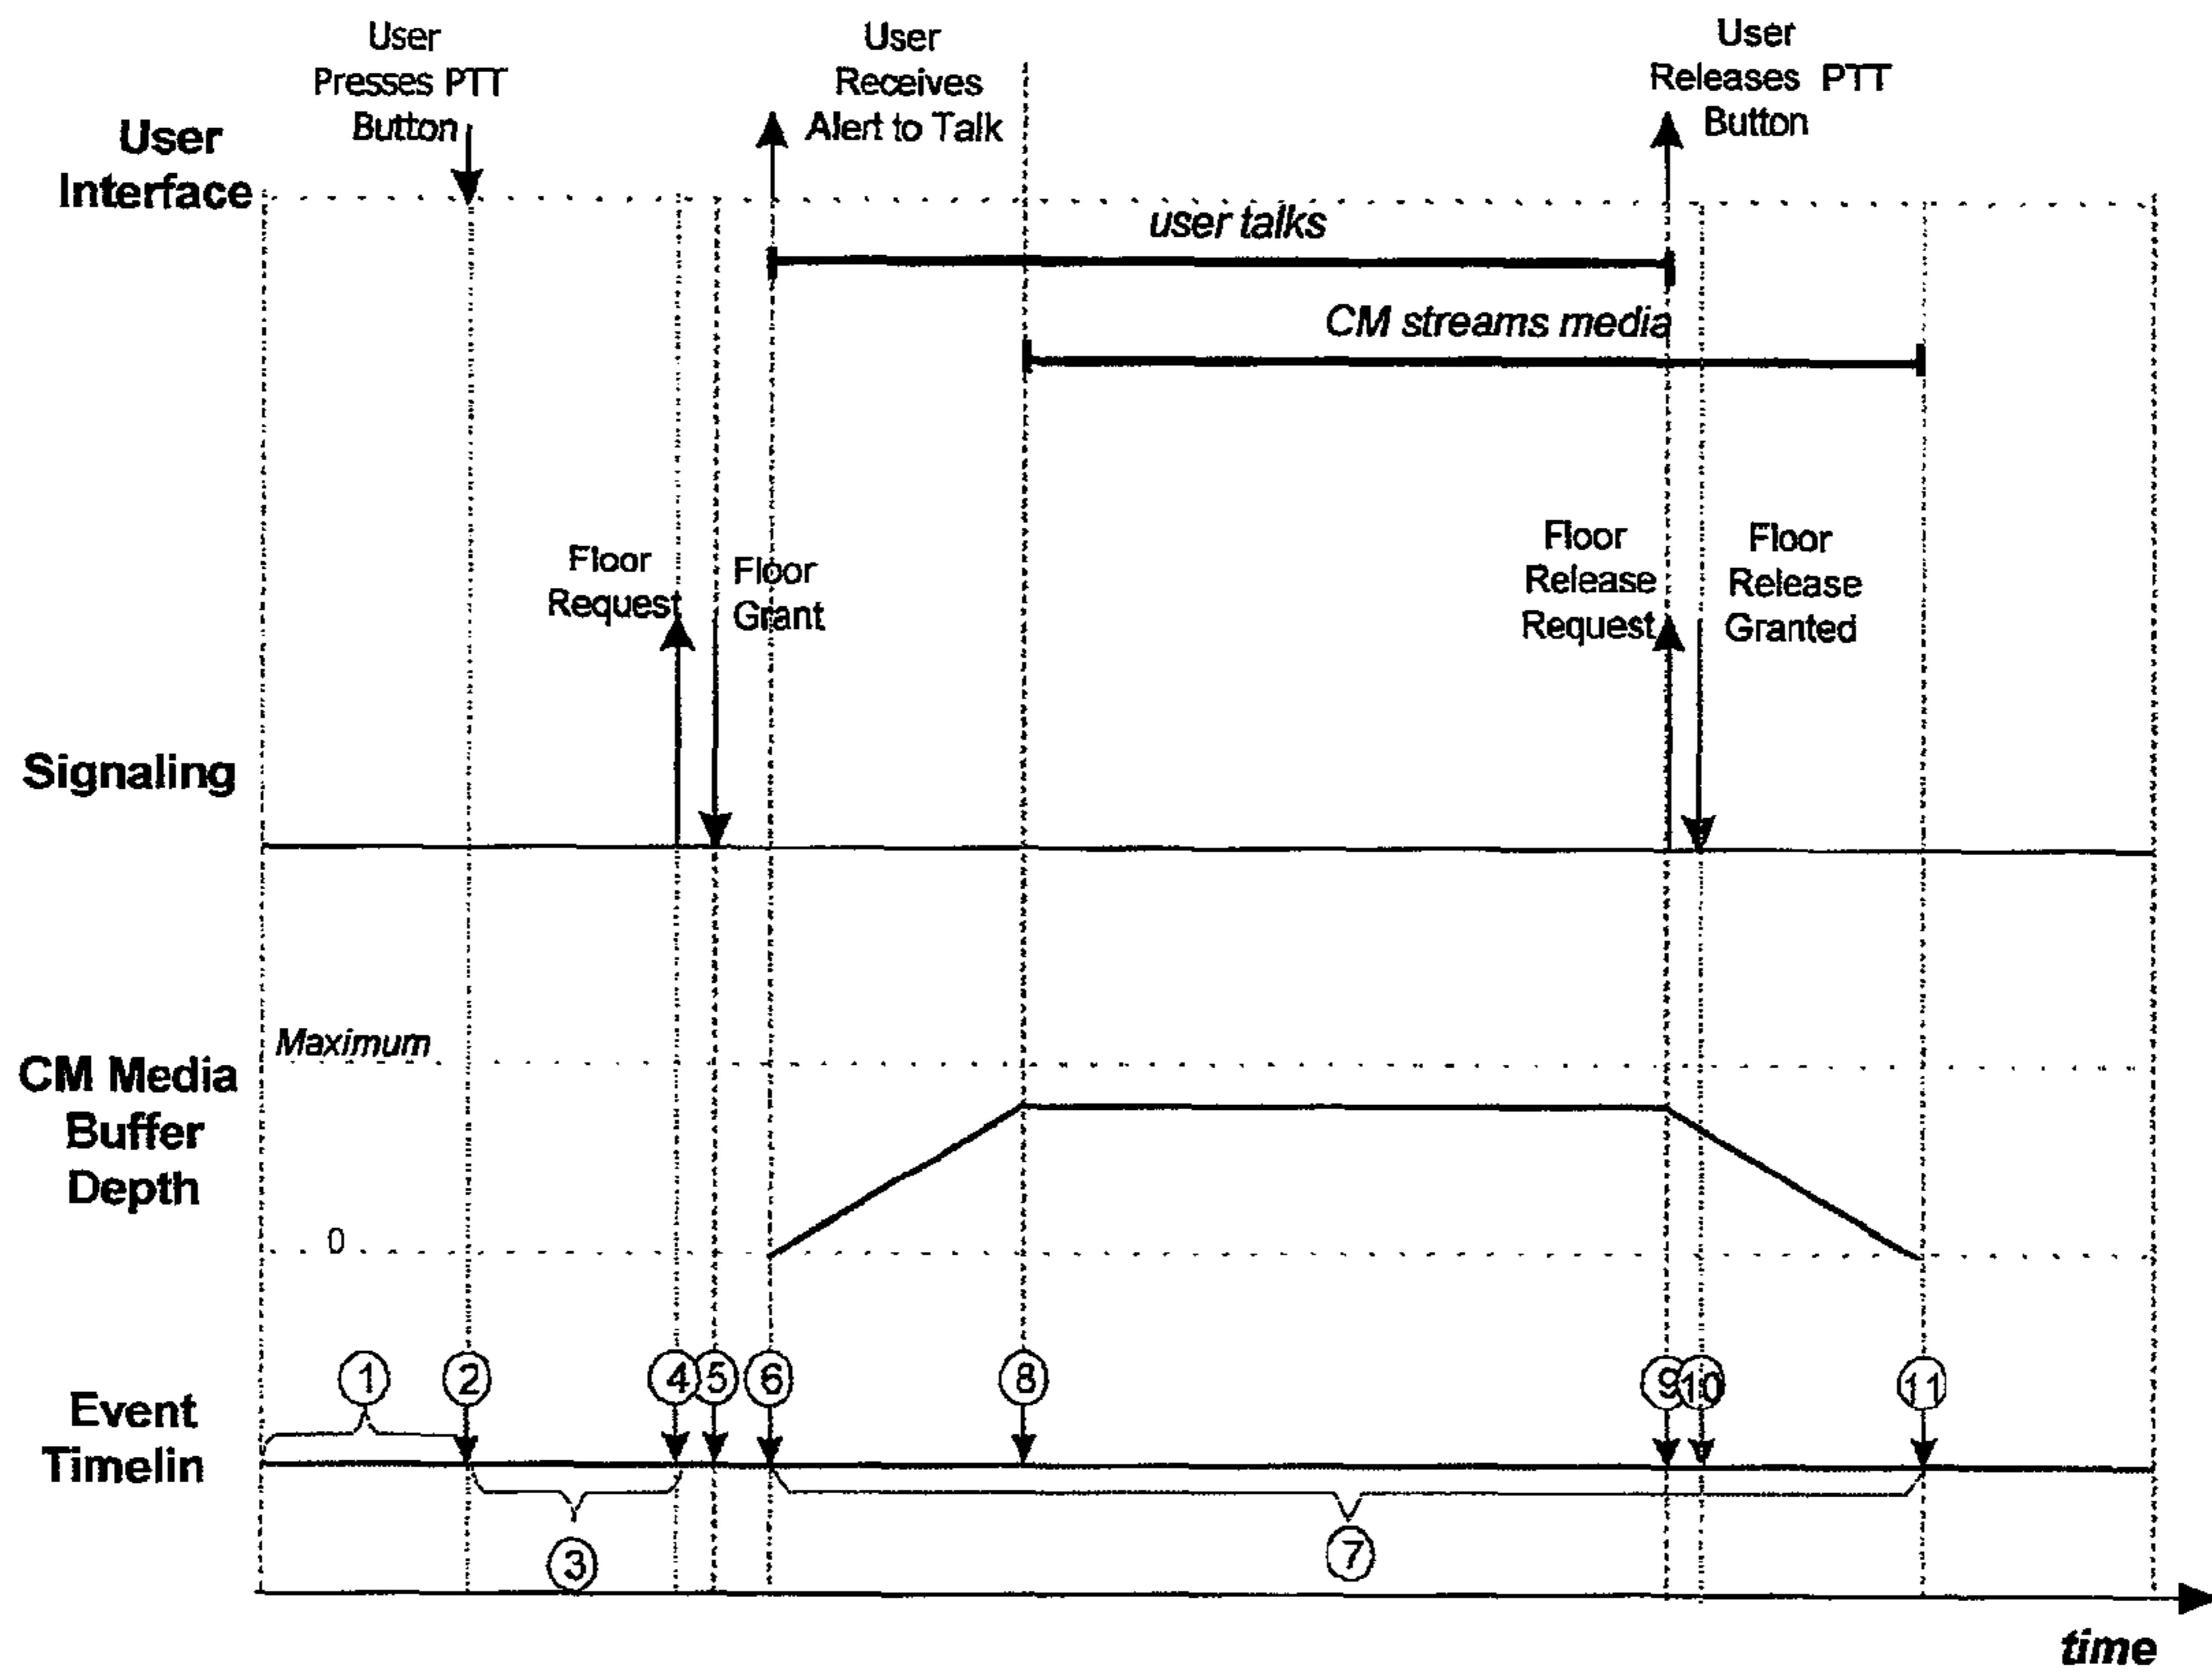 User
Presses PTT
Button
User
Receives
Alert to Talk
User
Releases PTT
Button
User
Interface
user talks
CM streams media
Floor
Request
Floor
Grant
Floor
Release
Request
Floor
Release
Granted
Signaling
Maximum
CM Media
Buffer
Depth
0
1
2
4
5
6
8
9
10
11
Event
Timelin
3
7
time